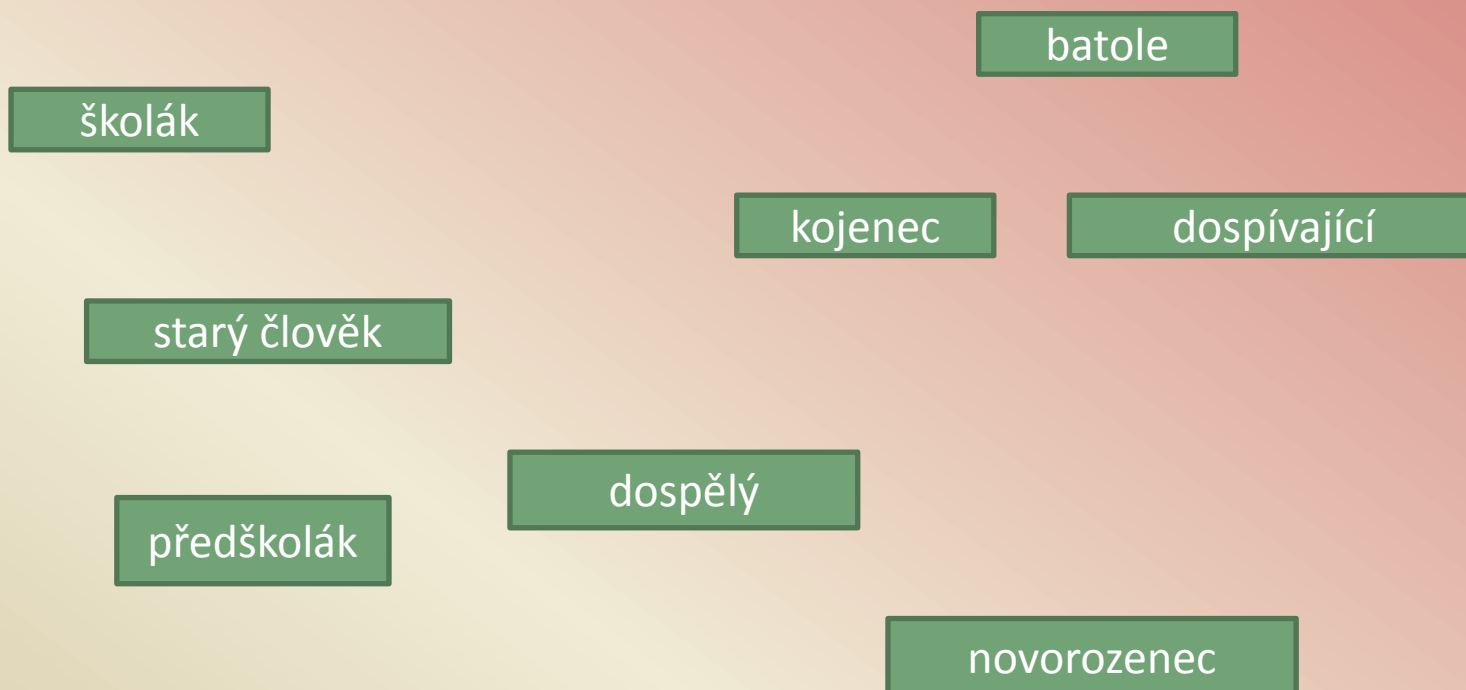 batole
školák
kojenec
dospívající
starý člověk
dospělý
předškolák
novorozenec